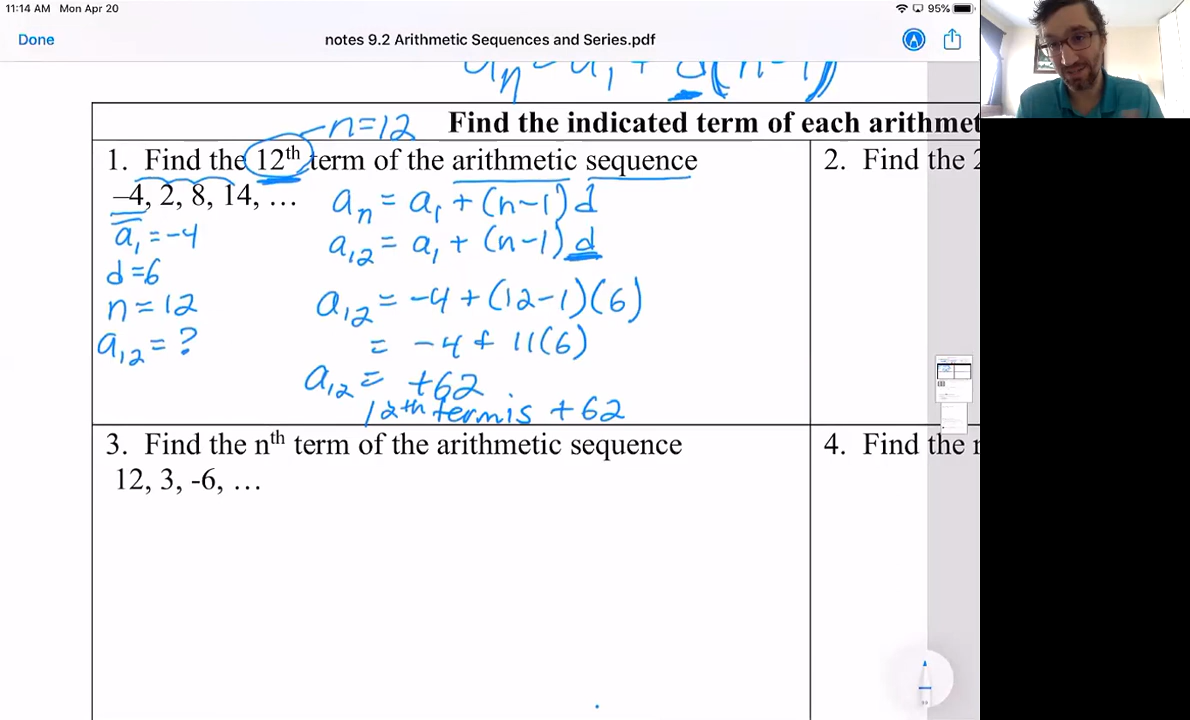 11:14 AM Mon Apr 20
95%
Done
notes 9.2 Arithmetic Sequences and Series.pdf
n=12
Find the indicated term of each arithmet
1. Find the 12th term of the arithmetic sequence
–4, 2, 8, 14, …
aₙ = a₁ + (n-1)d
a₁ = -4
a₁₂ = a₁ + (n-1)d
d = 6
n = 12
a₁₂ = -4 + (12-1)(6)
a₁₂ = ?
= -4 + 11(6)
a₁₂ = +62
12th term is +62
2. Find the 2
3. Find the nth term of the arithmetic sequence
12, 3, -6, …
4. Find the